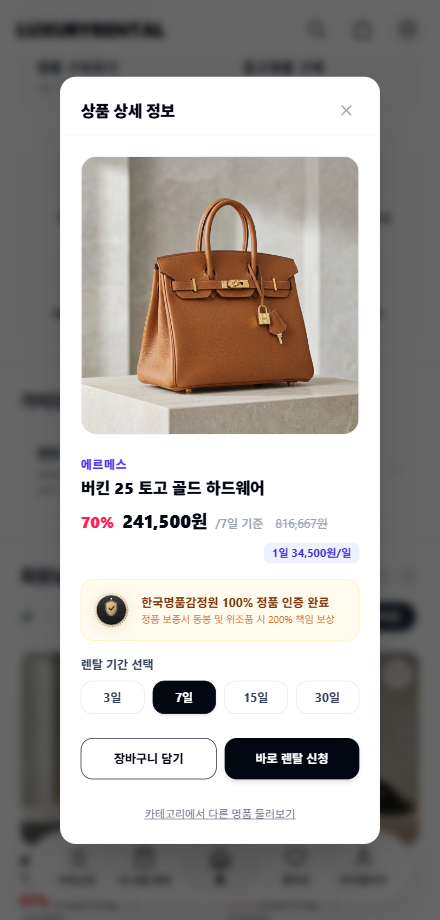 LUXURYRENTAL
상품 상세 정보
에르메스
버킨 25 토고 골드 하드웨어
70% 241,500원 /7일 기준 816,667원
1일 34,500원/일
한국명품감정원 100% 정품 인증 완료
정품 보증서 동봉 및 위조품 시 200% 책임 보상
렌탈 기간 선택
3일 7일 15일 30일
장바구니 담기 바로 렌탈 신청
카테고리에서 다른 명품 둘러보기